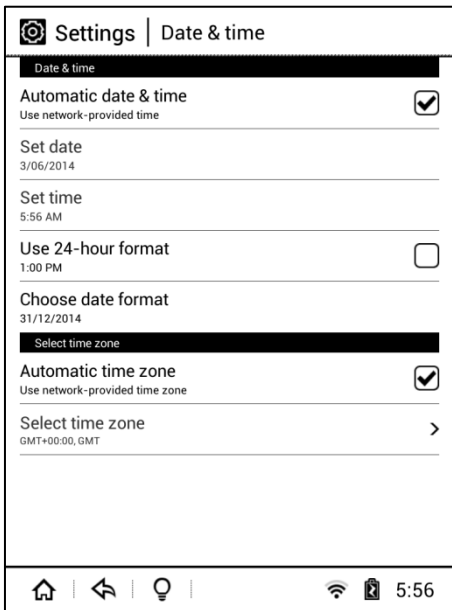 Settings | Date & time
Date & time
Automatic date & time
Use network-provided time
Set date
3/06/2014
Set time
5:56 AM
Use 24-hour format
1:00 PM
Choose date format
31/12/2014
Select time zone
Automatic time zone
Use network-provided time zone
Select time zone
GMT+00:00, GMT
5:56